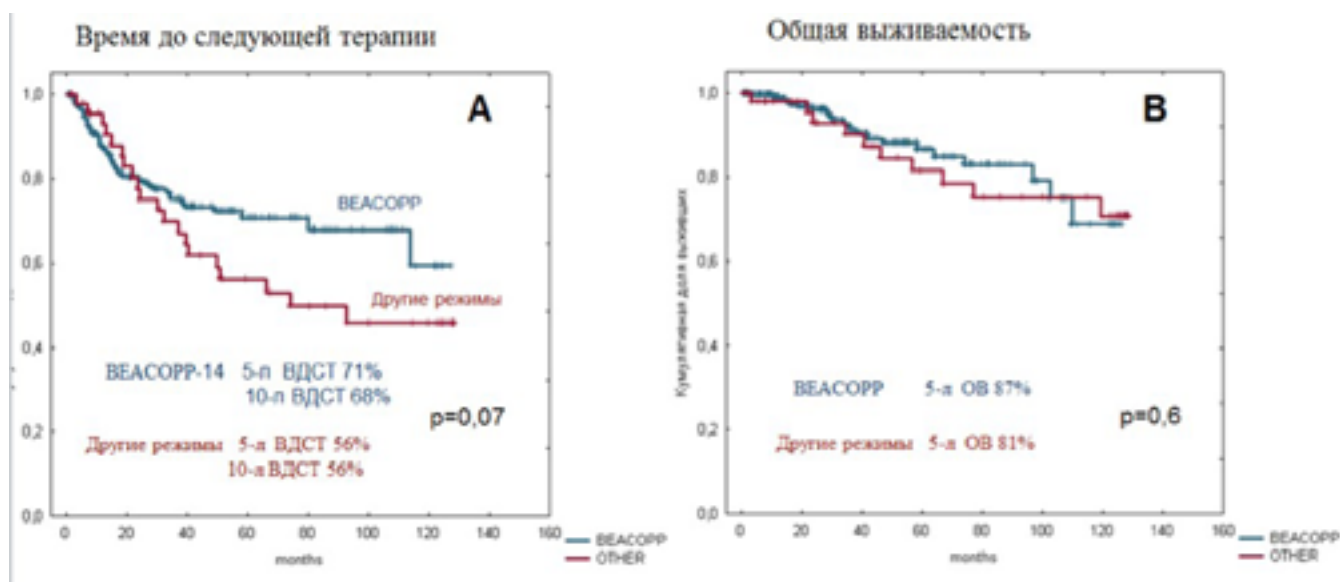 Время до следующей терапии
A
1,0
0,8
0,6
0,4
0,2
0,0
BEACOPP
Другие режимы
BEACOPP-14 5-л ВДСТ 71%
10-л ВДСТ 68%
p=0,07
Другие режимы 5-л ВДСТ 56%
10-л ВДСТ 56%
0 20 40 60 80 100 120 140 160
months
BEACOPP
OTHER
Общая выживаемость
B
Кумулятивная доля выживших
1,0
0,8
0,6
0,4
0,2
0,0
BEACOPP 5-л ОВ 87%
p=0,6
Другие режимы 5-л ОВ 81%
0 20 40 60 80 100 120 140 160
months
BEACOPP
OTHER